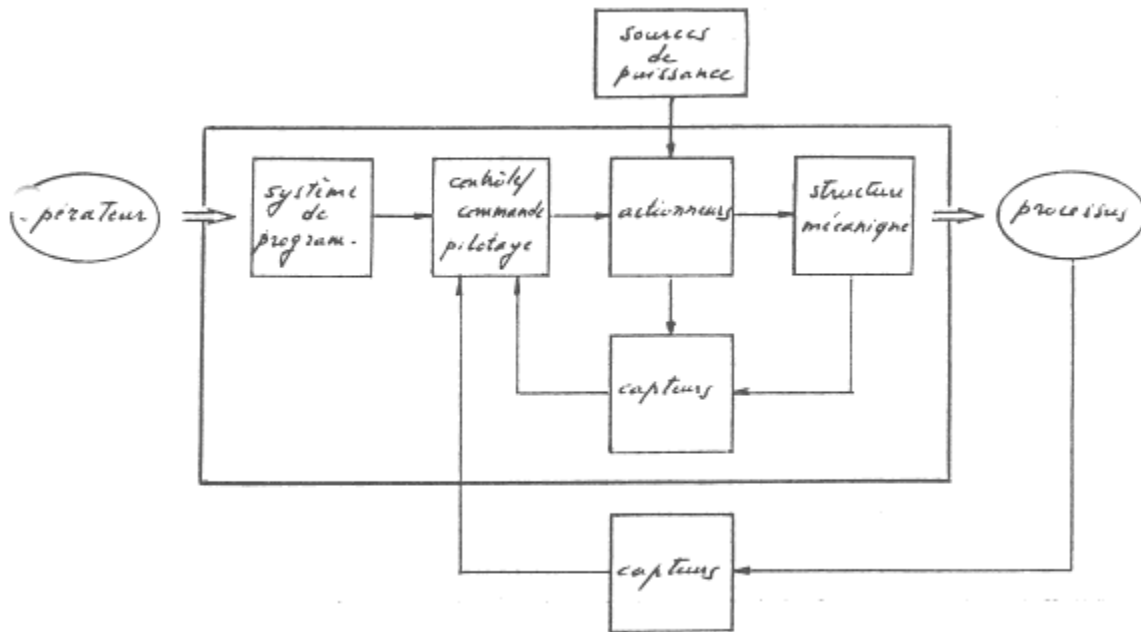 sources
de
puissance
-pérateur
système
de
program.
contrôle/
commande
pilotage
actionneurs
structure
mécanique
processus
capteurs
capteurs